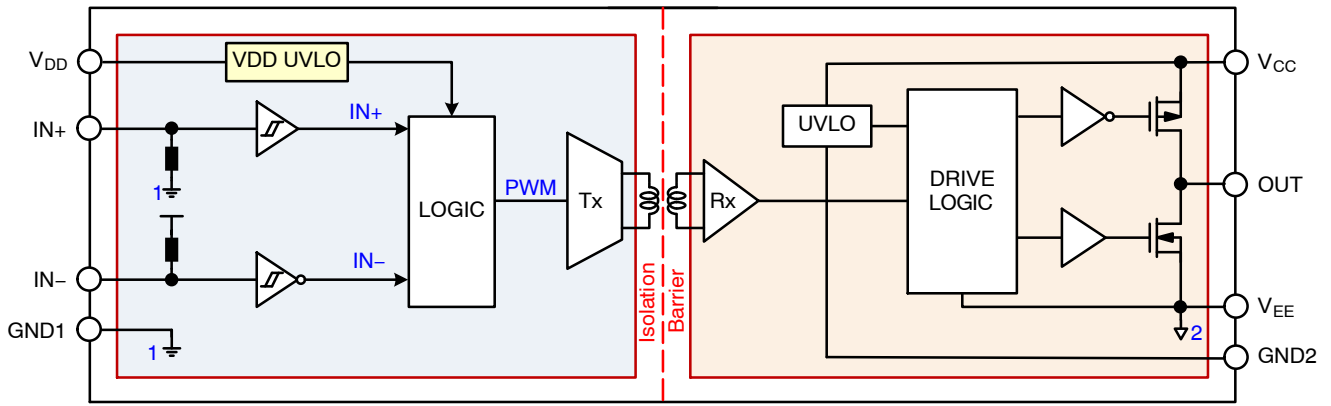 VDD
VDD UVLO
IN+
IN+
1
PWM
LOGIC
Tx
IN−
IN−
GND1
1
Isolation
Barrier
Rx
UVLO
DRIVE
LOGIC
VCC
OUT
VEE
2
GND2